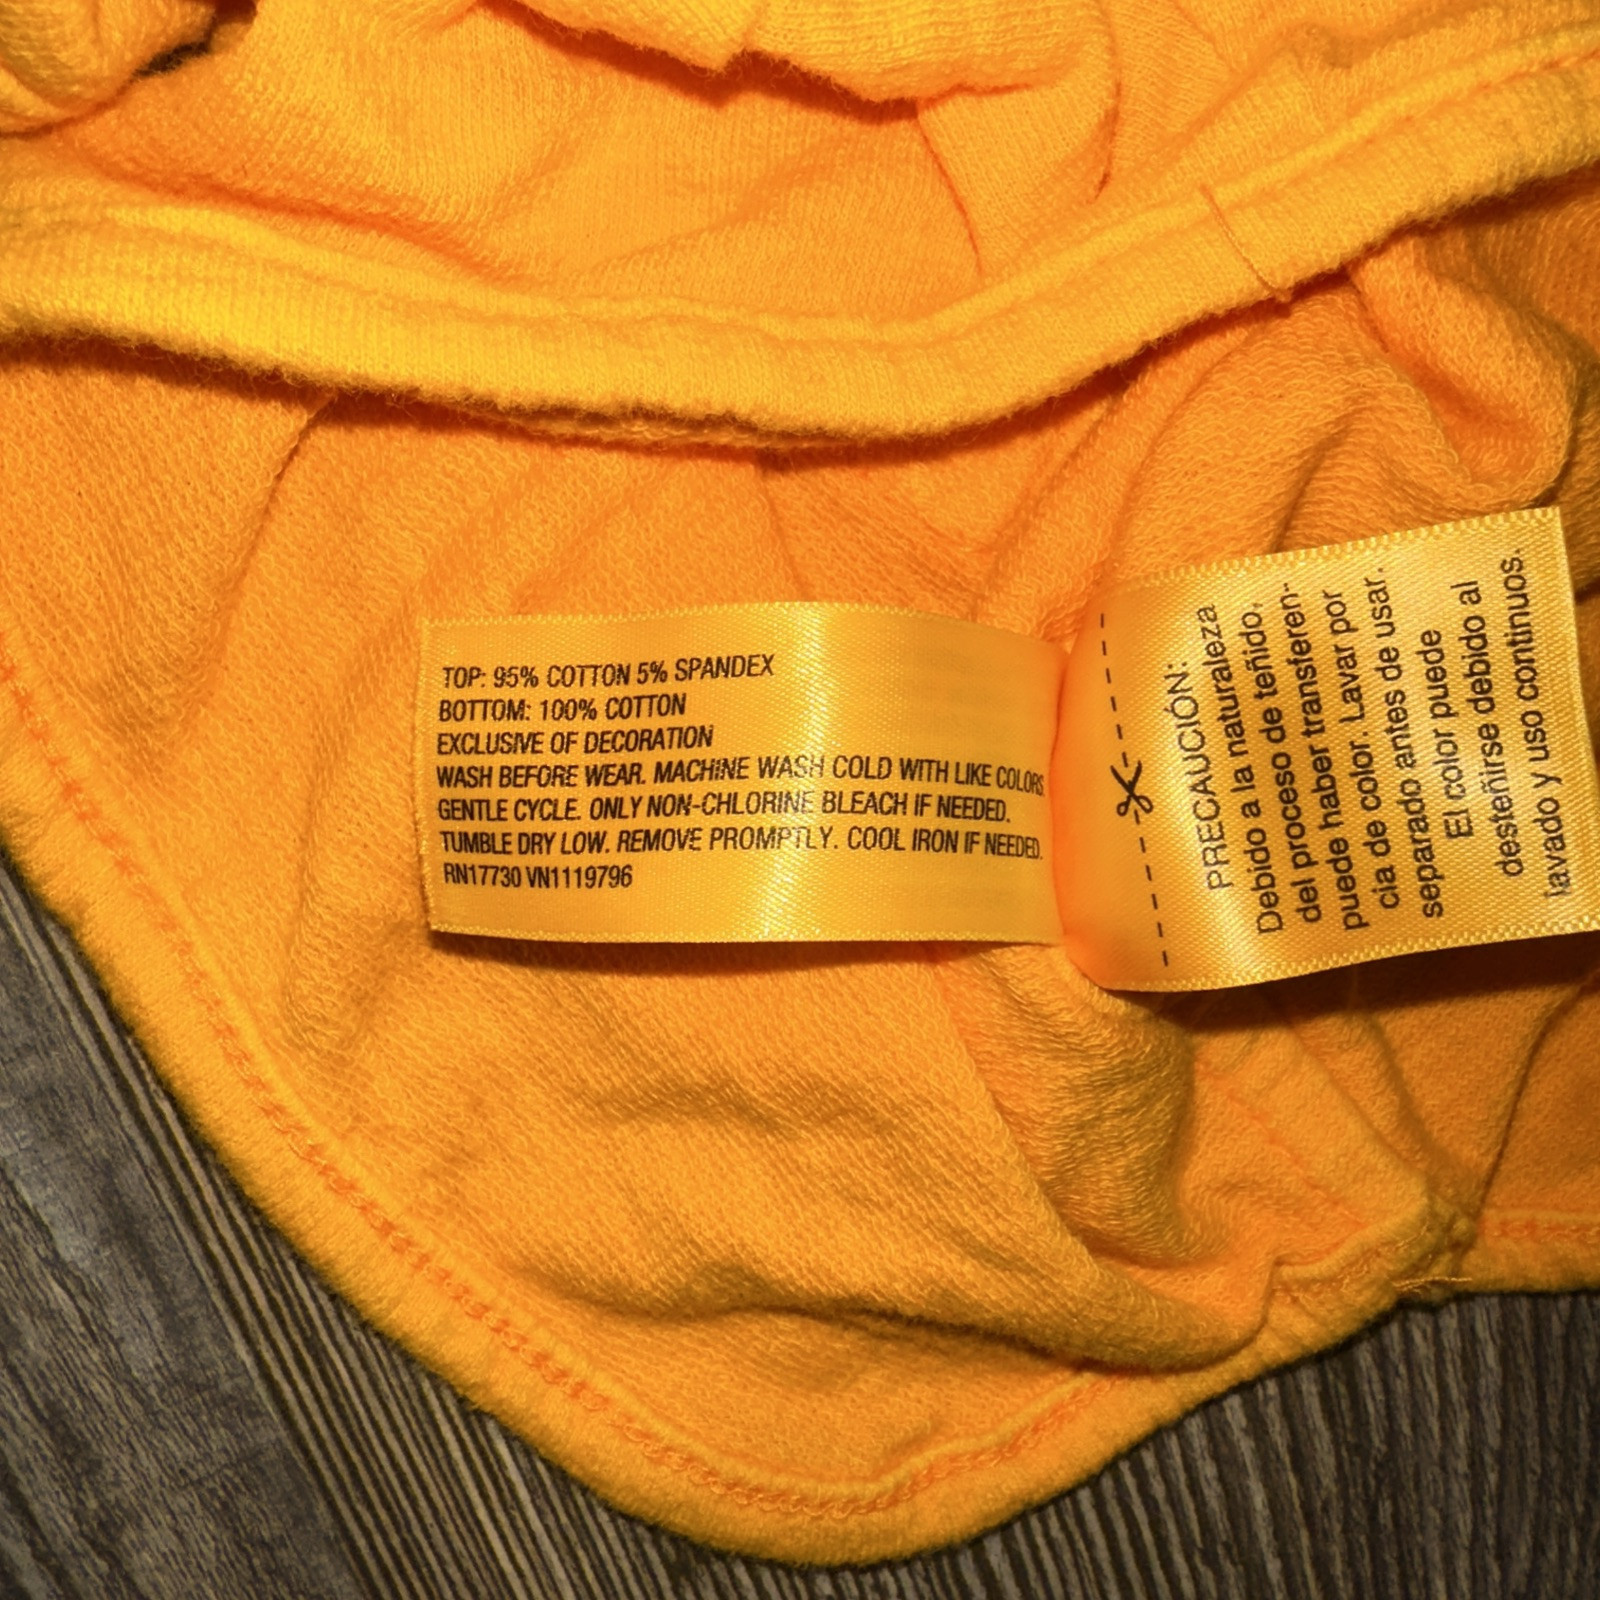 TOP: 95% COTTON 5% SPANDEX
BOTTOM: 100% COTTON
EXCLUSIVE OF DECORATION
WASH BEFORE WEAR. MACHINE WASH COLD WITH LIKE COLORS.
GENTLE CYCLE. ONLY NON-CHLORINE BLEACH IF NEEDED.
TUMBLE DRY LOW. REMOVE PROMPTLY. COOL IRON IF NEEDED.
RN17730 VN1119796
PRECAUCIÓN:
Debido a la naturaleza
del proceso de teñido,
puede haber transferen-
cia de color. Lavar por
separado antes de usar.
El color puede
desteñirse debido al
lavado y uso continuos.